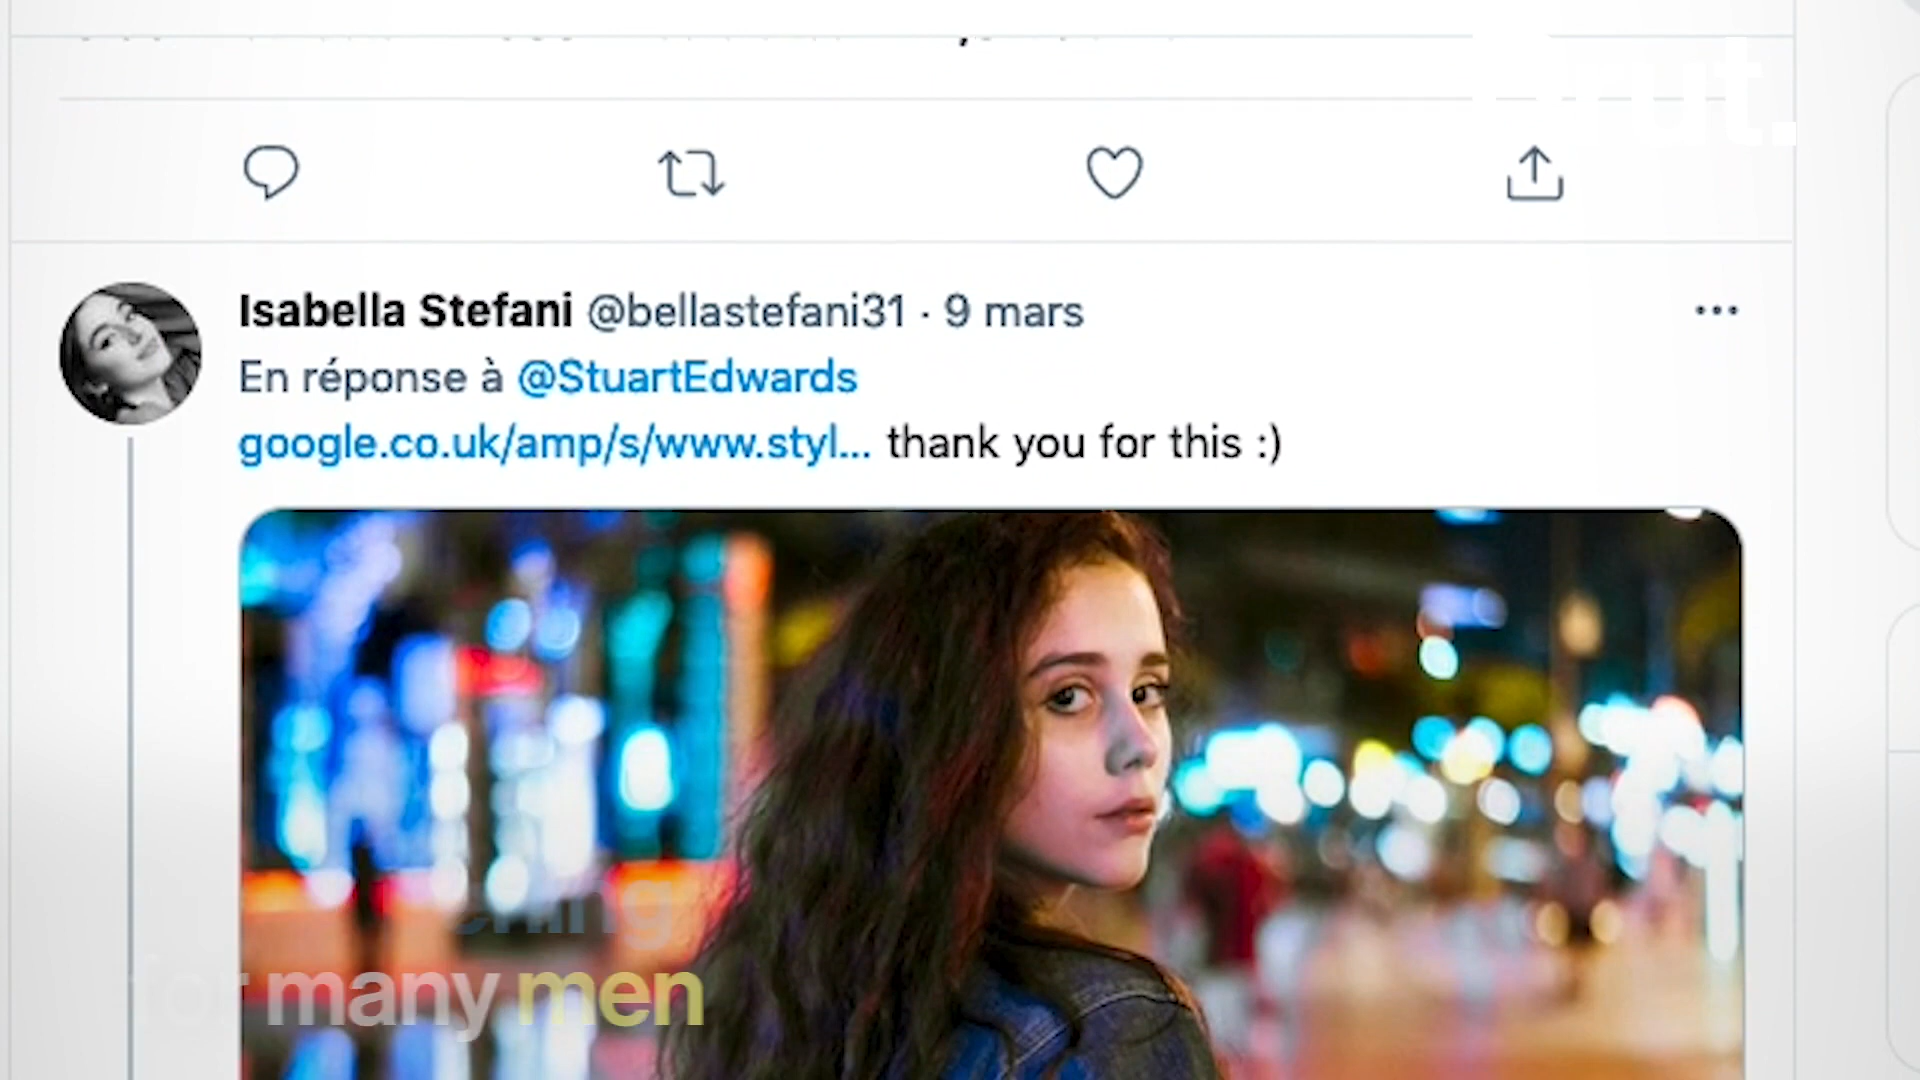 Isabella Stefani @bellastefani31 · 9 mars
En réponse à @StuartEdwards
google.co.uk/amp/s/www.styl... thank you for this :)
for many men